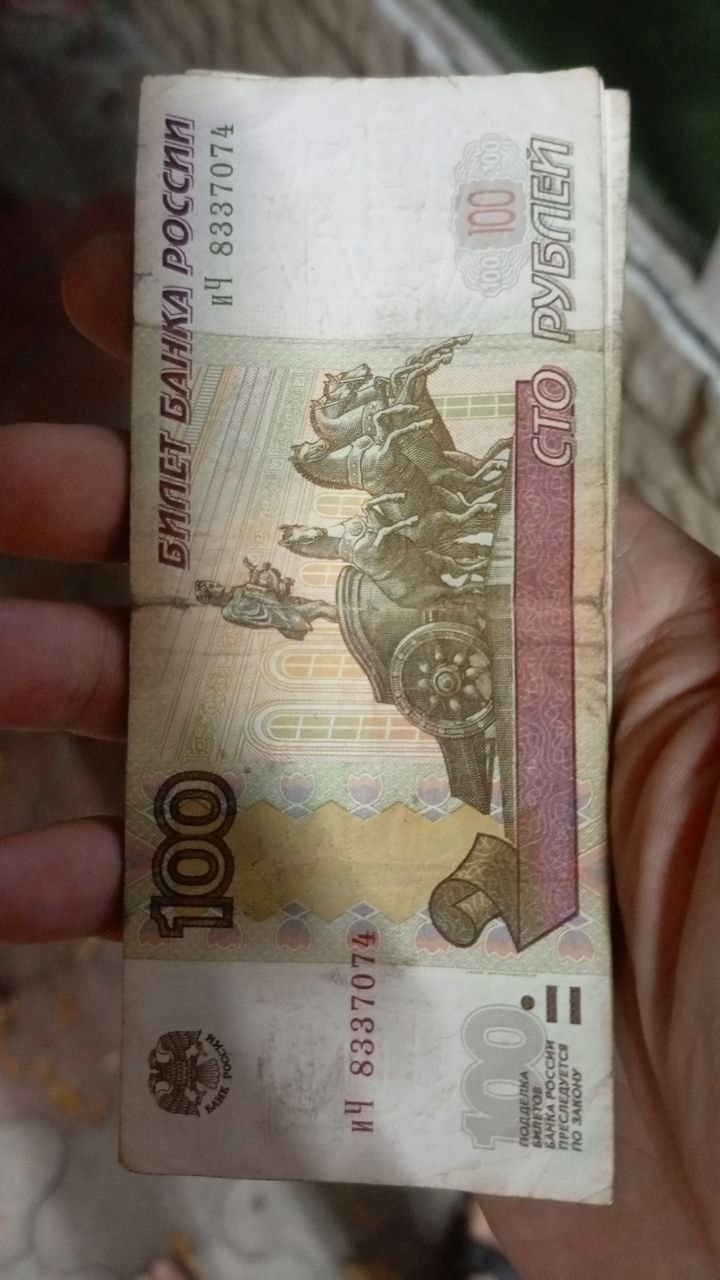 100
БИЛЕТ БАНКА РОССИИ
иЧ 8337074
БАНК РОССИИ
иЧ 8337074
100
ПОДДЕЛКА
БИЛЕТОВ
БАНКА РОССИИ
ПРЕСЛЕДУЕТСЯ
ПО ЗАКОНУ
100 100 100
СТО РУБЛЕЙ